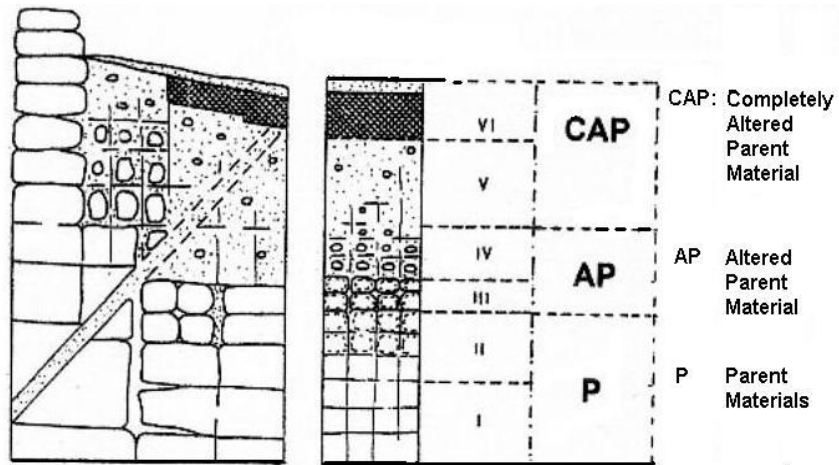 VI
V
IV
III
II
I
CAP
AP
P
CAP: Completely
Altered
Parent
Material
AP Altered
Parent
Material
P Parent
Materials